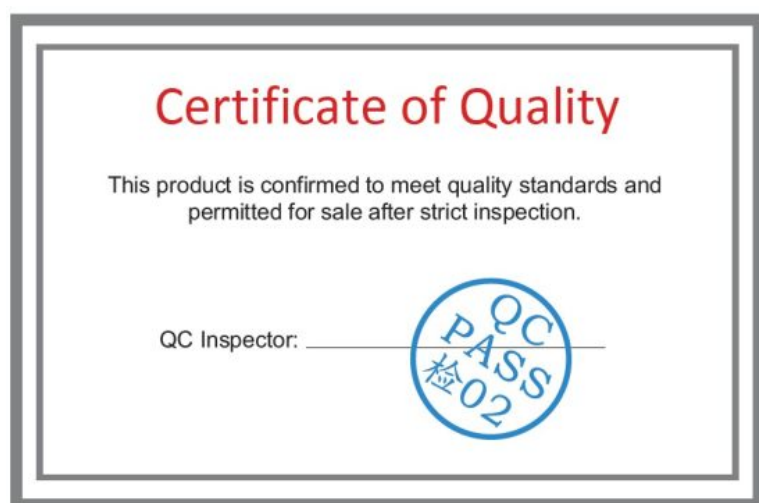 Certificate of Quality
This product is confirmed to meet quality standards and
permitted for sale after strict inspection.
QC Inspector:
QC
PASS
检02